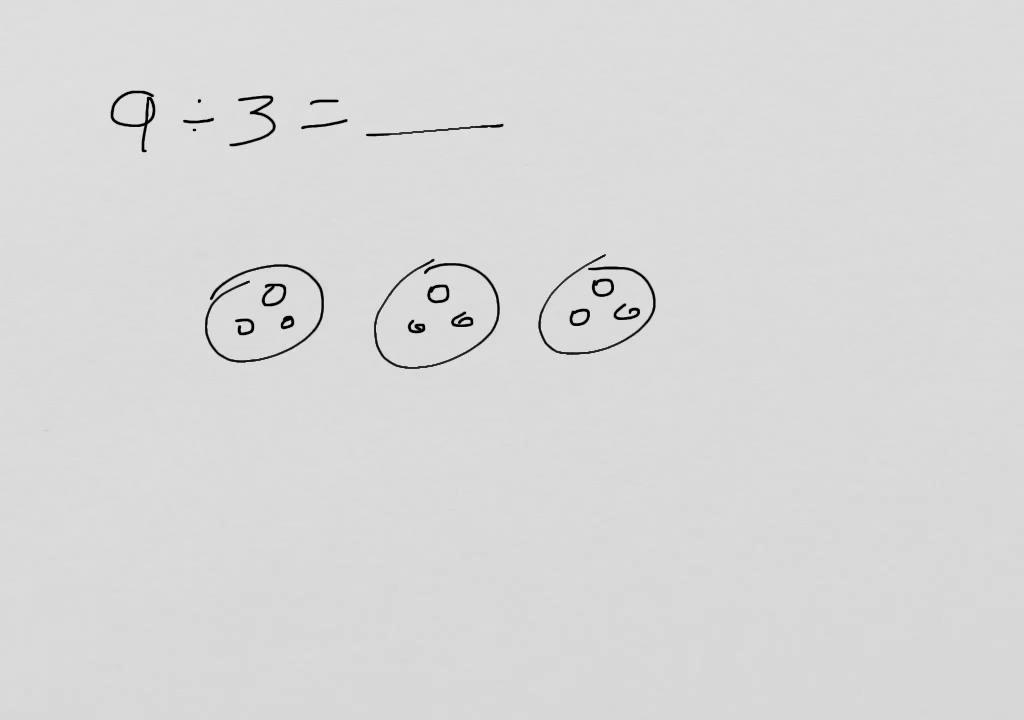 9 ÷ 3 = ____